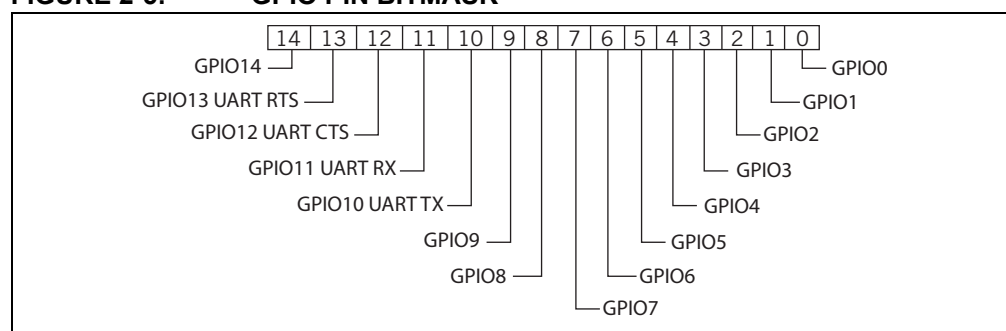 FIGURE 2-3: GPIO PIN BITMASK
14 13 12 11 10 9 8 7 6 5 4 3 2 1 0
GPIO14 GPIO0
GPIO13 UART RTS GPIO1
GPIO12 UART CTS GPIO2
GPIO11 UART RX GPIO3
GPIO10 UART TX GPIO4
GPIO9 GPIO5
GPIO8 GPIO6
GPIO7